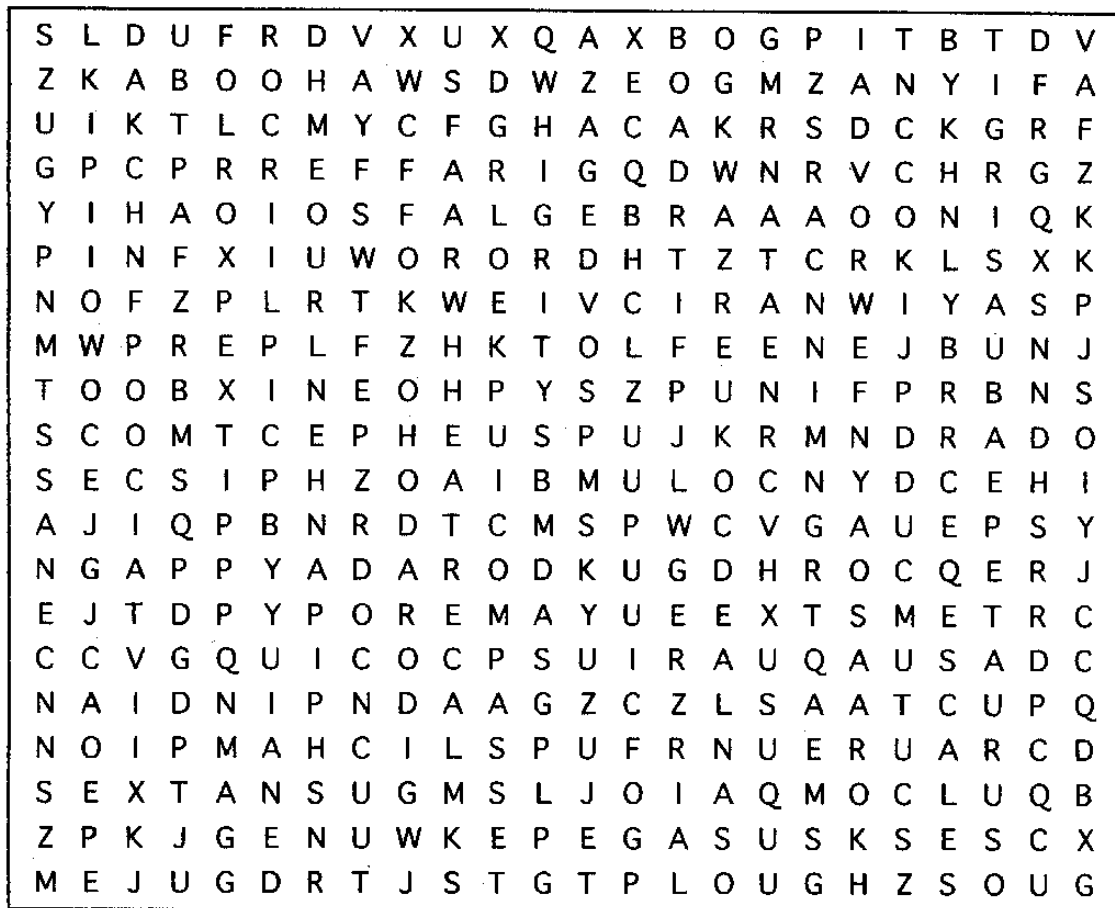 S L D U F R D V X U X Q A X B O G P I T B T D V
Z K A B O O H A W S D W Z E O G M Z A N Y I F A
U I K T L C M Y C F G H A C A K R S D C K G R F
G P C P R R E F F A R I G Q D W N R V C H R G Z
Y I H A O I O S F A L G E B R A A A O O N I Q K
P I N F X I U W O R O R D H T Z T C R K L S X K
N O F Z P L R T K W E I V C I R A N W I Y A S P
M W P R E P L F Z H K T O L F E E N E J B U N J
T O O B X I N E O H P Y S Z P U N I F P R B N S
S C O M T C E P H E U S P U J K R M N D R A D O
S E C S I P H Z O A I B M U L O C N Y D C E H I
A J I Q P B N R D T C M S P W C V G A U E P S Y
N G A P P Y A D A R O D K U G D H R O C Q E R J
E J T D P Y P O R E M A Y U E E X T S M E T R C
C C V G Q U I C O C P S U I R A U Q A U S A D C
N A I D N I P N D A A G Z C Z L S A A T C U P Q
N O I P M A H C I L S P U F R N U E R U A R C D
S E X T A N S U G M S L J O I A Q M O C L U Q B
Z P K J G E N U W K E P E G A S U S K S E S C X
M E J U G D R T J S T G T P L O U G H Z S O U G